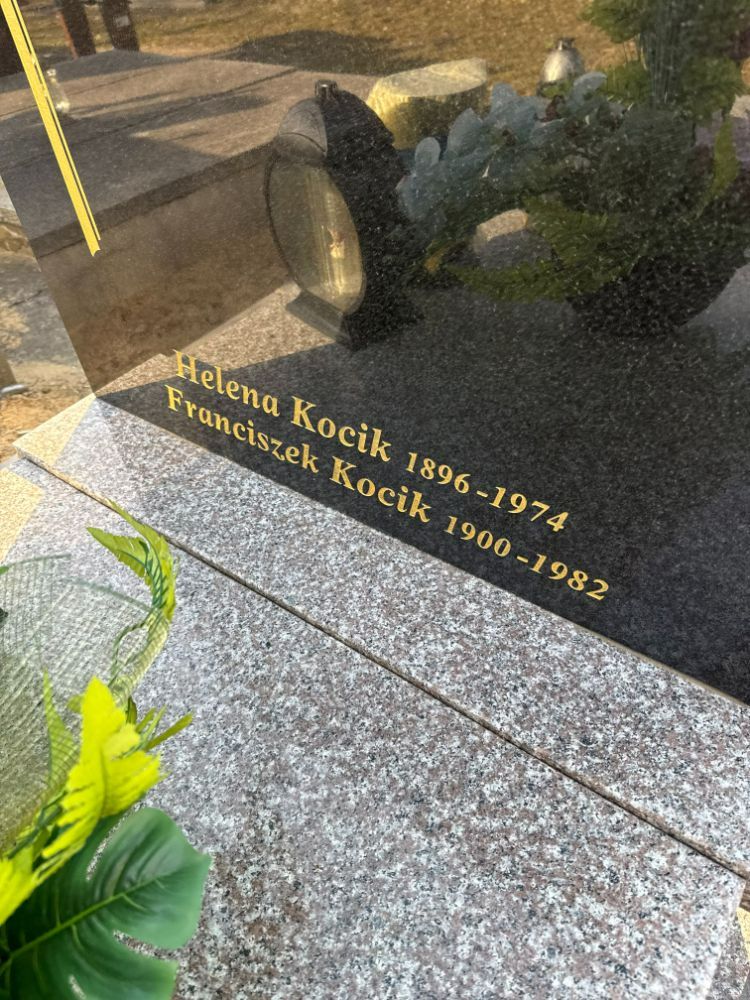 Helena Kocik 1896-1974
Franciszek Kocik 1900-1982